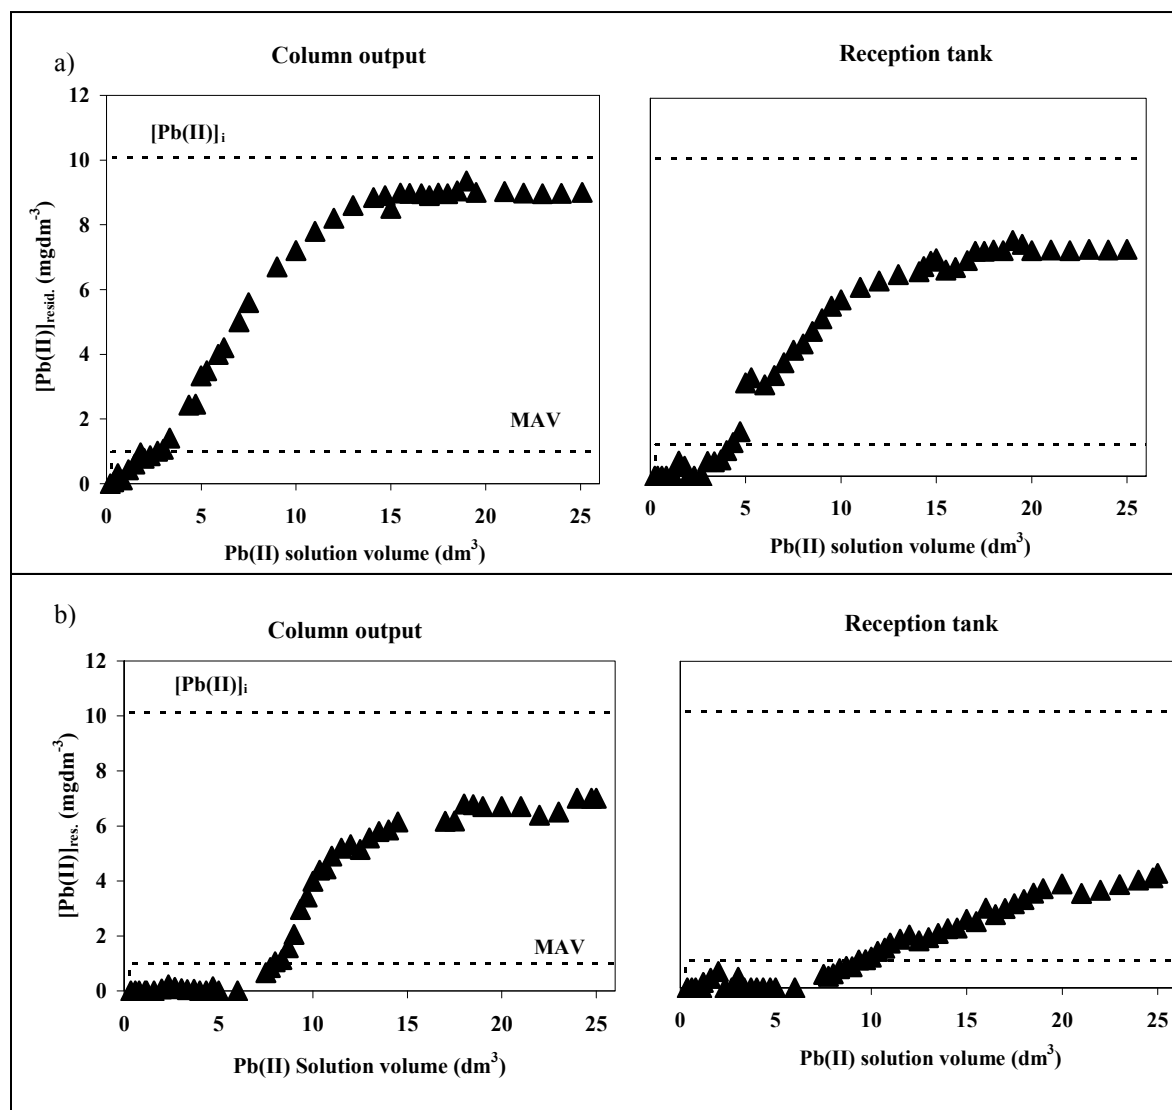 a)
Column output
Reception tank
12
10
8
6
4
2
0
[Pb(II)]resid. (mgdm-3)
[Pb(II)]i
MAV
0 5 10 15 20 25
0 5 10 15 20 25
Pb(II) solution volume (dm3)
Pb(II) solution volume (dm3)
b)
Column output
Reception tank
12
10
8
6
4
2
0
[Pb(II)]res. (mgdm-3)
[Pb(II)]i
MAV
0 5 10 15 20 25
0 5 10 15 20 25
Pb(II) Solution volume (dm3)
Pb(II) solution volume (dm3)